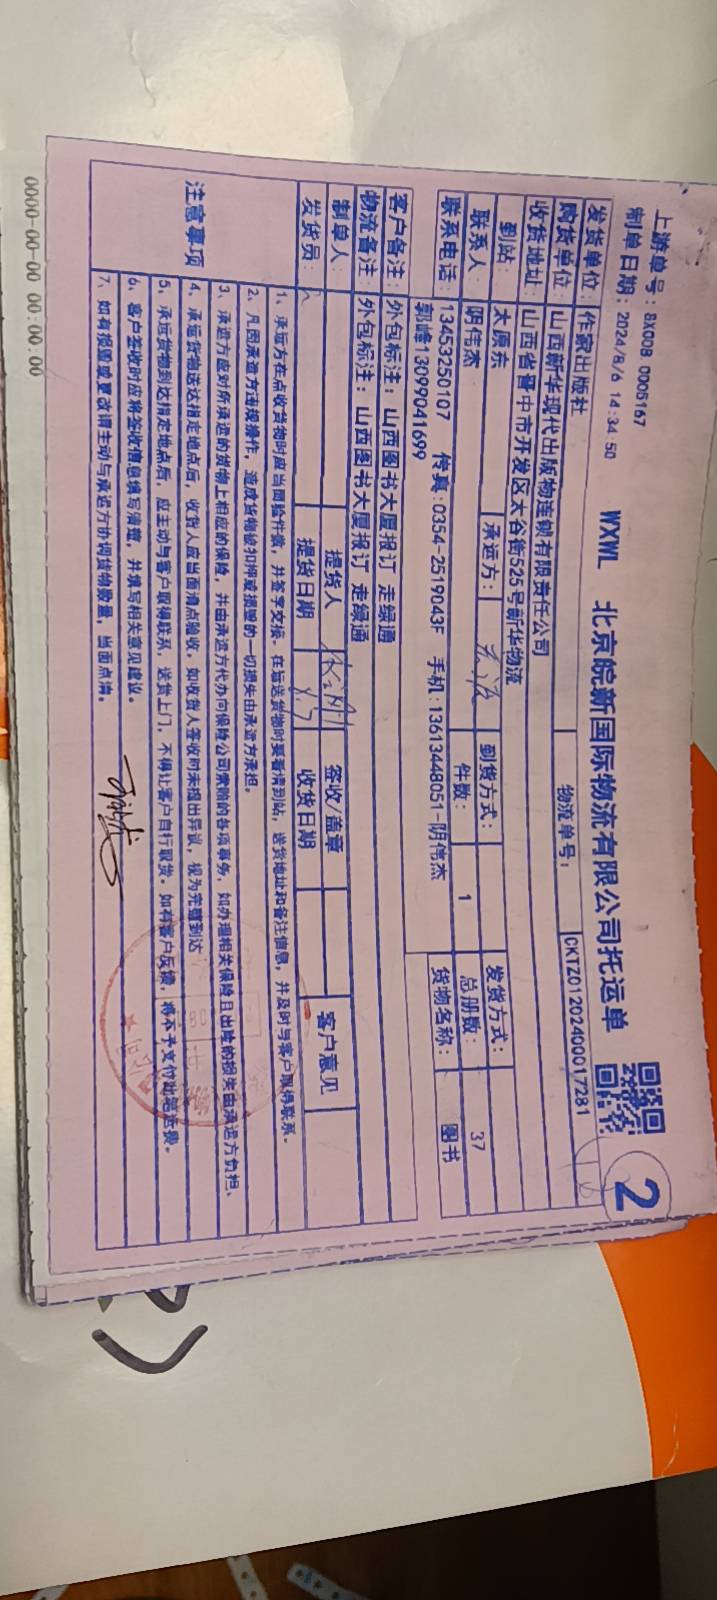 上游单号：BX00B.0005167
制单日期：2024/8/6 14:34:50
WXWL 北京皖新国际物流有限公司托运单
2
发货单位：作家出版社
物流单号：CKTZ01202400017281
购货单位：山西新华现代出版物连锁有限责任公司
收货地址：山西省晋中市开发区太谷街525号新华物流
到站：太原东 承运方： 到货方式： 发货方式：
联系人：阴伟杰 件数：1 总册数：37
联系电话：13453250107 传真:0354-2519043F 手机:13613448051-阴伟杰 货物名称：图书
郭峰13099041699
客户备注：外包标注：山西图书大厦报订 走绿通
物流备注：外包标注：山西图书大厦报订 走绿通
制单人： 提货人 签收/盖章 客户意见
发货员： 提货日期 8.7 收货日期
注意事项
1、承运方在点收货物时应当面验件数，并签字交接。在运送货物时要看清到站，送货地址和备注信息，并及时与客户取得联系。
2、凡因承运方违规操作，造成货物被扣押或损毁的一切损失由承运方承担。
3、承运方应对所承运的货物上相应的保险，并由承运方代办向保险公司索赔的各项事务，如办理相关保险且出险的损失由承运方负担、
4、承运货物送达指定地点后，收货人应当面清点验收，如收货人签收时未提出异议，视为完整到达
5、承运货物到达指定地点后，应主动与客户取得联系，送货上门，不得让客户自行取货。如有客户反馈，将不予支付此笔运费。
6、客户签收时应将签收信息填写清楚，并填写相关意见建议。
7、如有损毁或更改请主动与承运方协调货物数量，当面点清。
0000-00-00 00:00:00